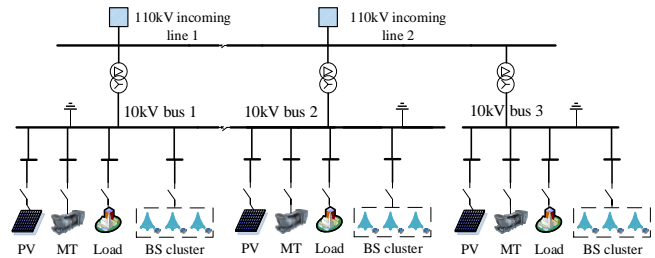 110kV incoming
line 1
110kV incoming
line 2
10kV bus 1
10kV bus 2
10kV bus 3
PV MT Load BS cluster
PV MT Load BS cluster
PV MT Load BS cluster